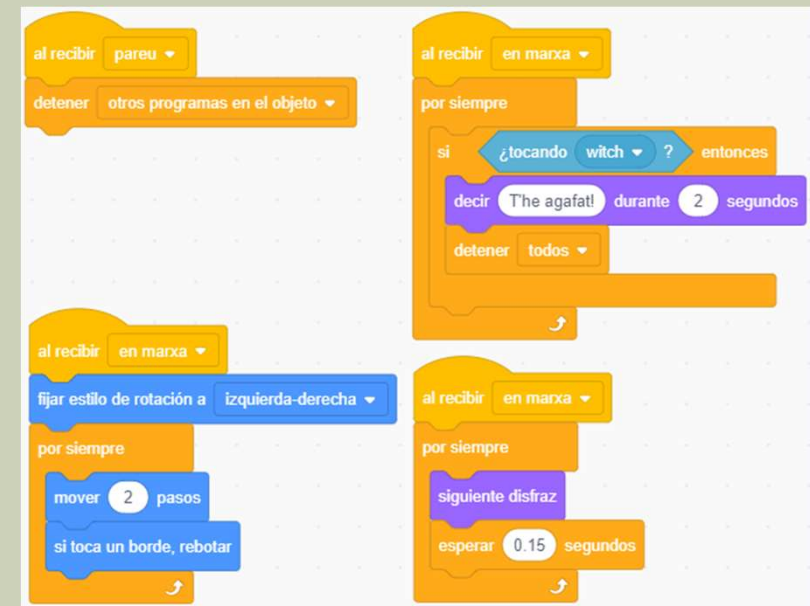 al recibir pareu
detener otros programas en el objeto
al recibir en marxa
por siempre
si ¿tocando witch ? entonces
decir T'he agafat! durante 2 segundos
detener todos
al recibir en marxa
fijar estilo de rotación a izquierda-derecha
por siempre
mover 2 pasos
si toca un borde, rebotar
al recibir en marxa
por siempre
siguiente disfraz
esperar 0.15 segundos